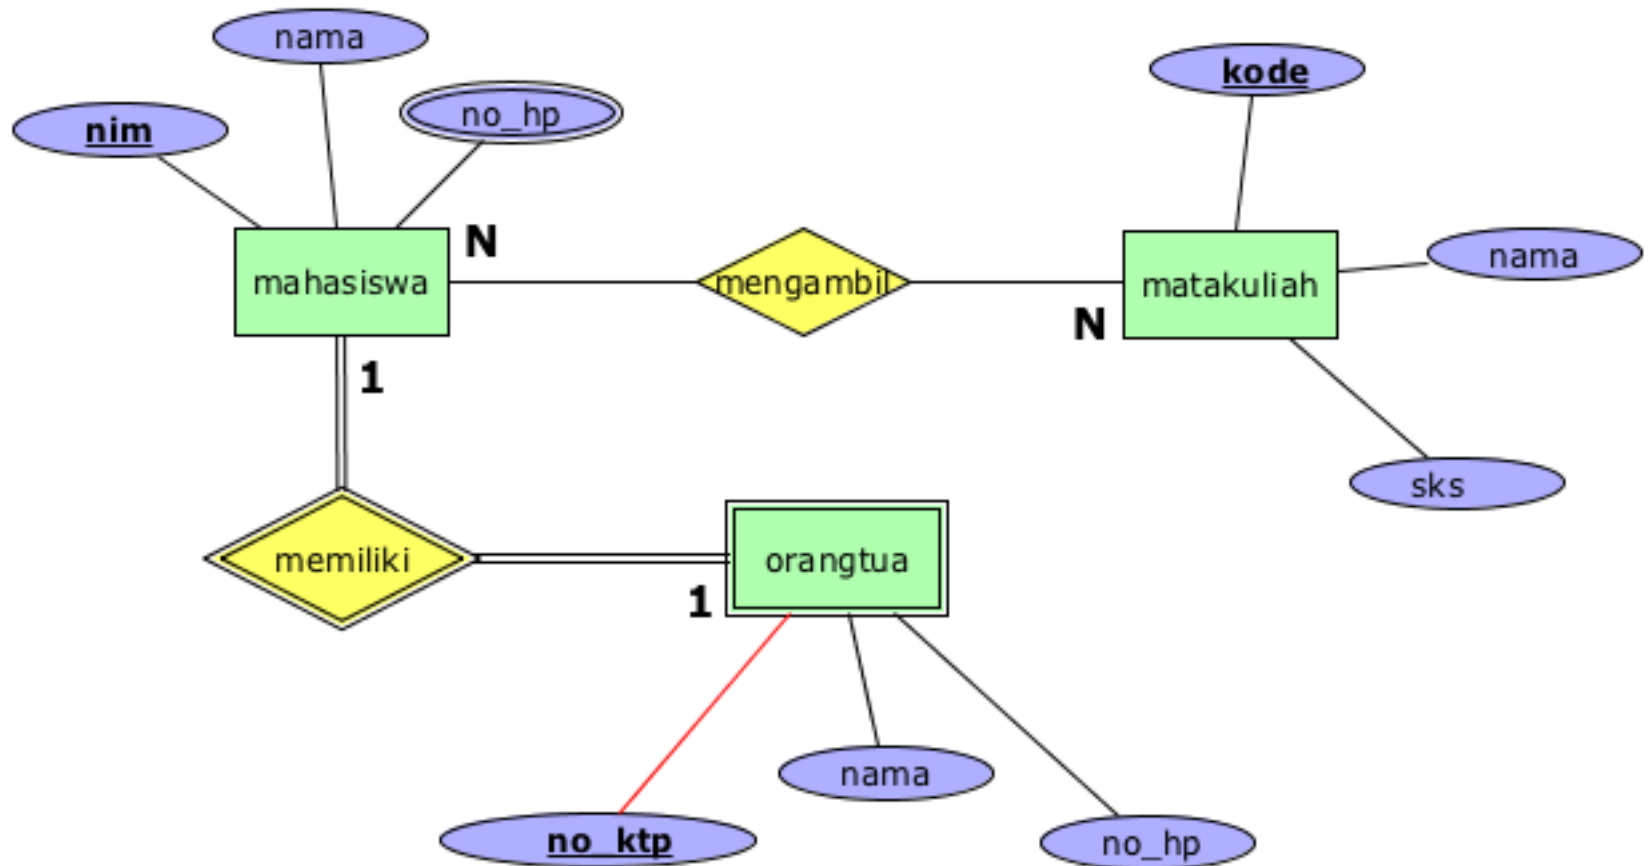 nama
kode
no_hp
nim
N
mahasiswa
mengambil
matakuliah
nama
N
1
sks
memiliki
orangtua
1
nama
no_ktp
no_hp